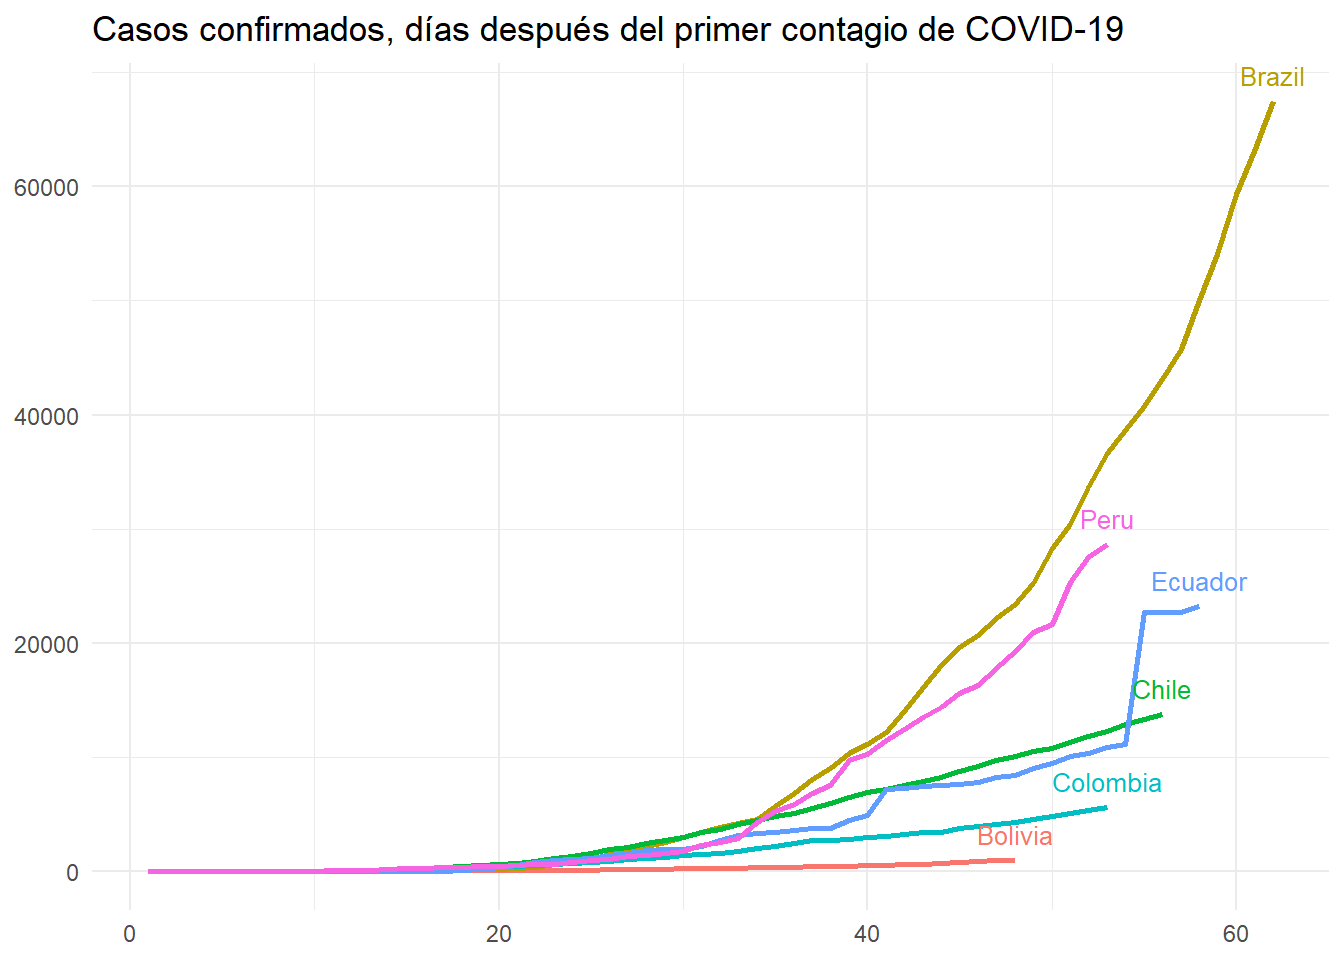 Casos confirmados, días después del primer contagio de COVID-19
Brazil
60000
40000
Peru
Ecuador
20000
Chile
Colombia
Bolivia
0
0 20 40 60